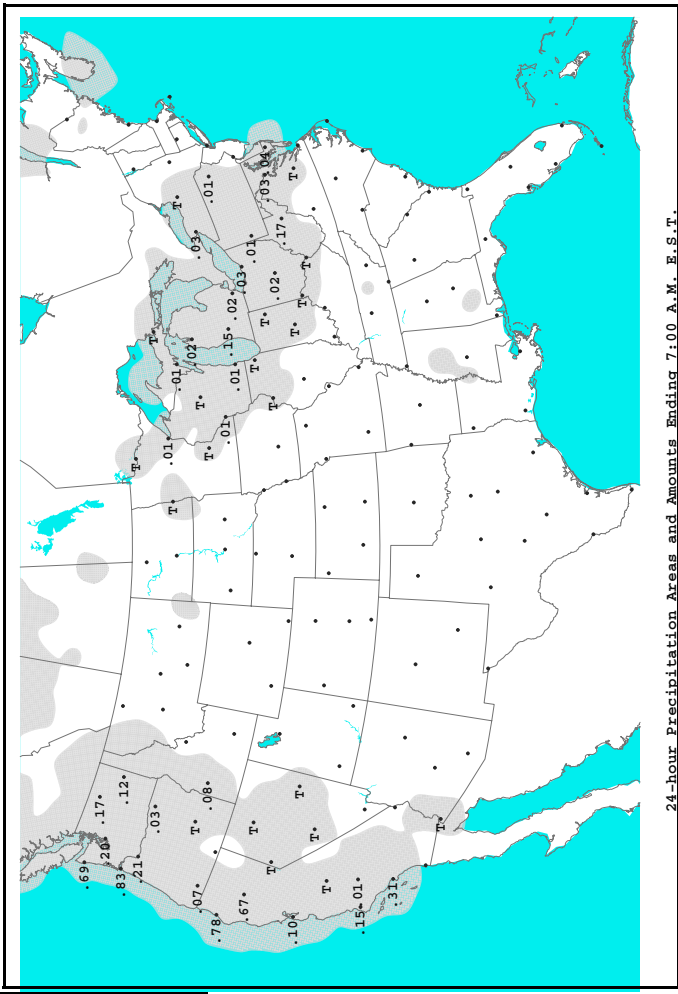 .69
.17
.20
.83
.12
T
.21
T
.03
.01
T
.01
T
.02
.03
T
.07
T
.08
.01
T
.78
.01
.15
.02
.01
.03
.67
.01
T
T
.03
.04
T
T
T
.02
.17
.10
T
T
T
T
T
T
T
.01
.15
.31
T
24-hour Precipitation Areas and Amounts Ending 7:00 A.M. E.S.T.